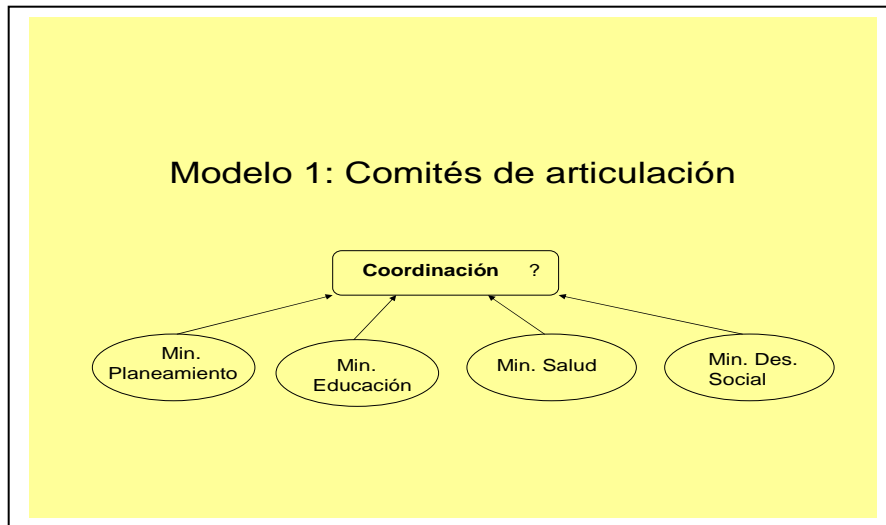 Modelo 1: Comités de articulación
Coordinación ?
Min.
Planeamiento
Min.
Educación
Min. Salud
Min. Des.
Social